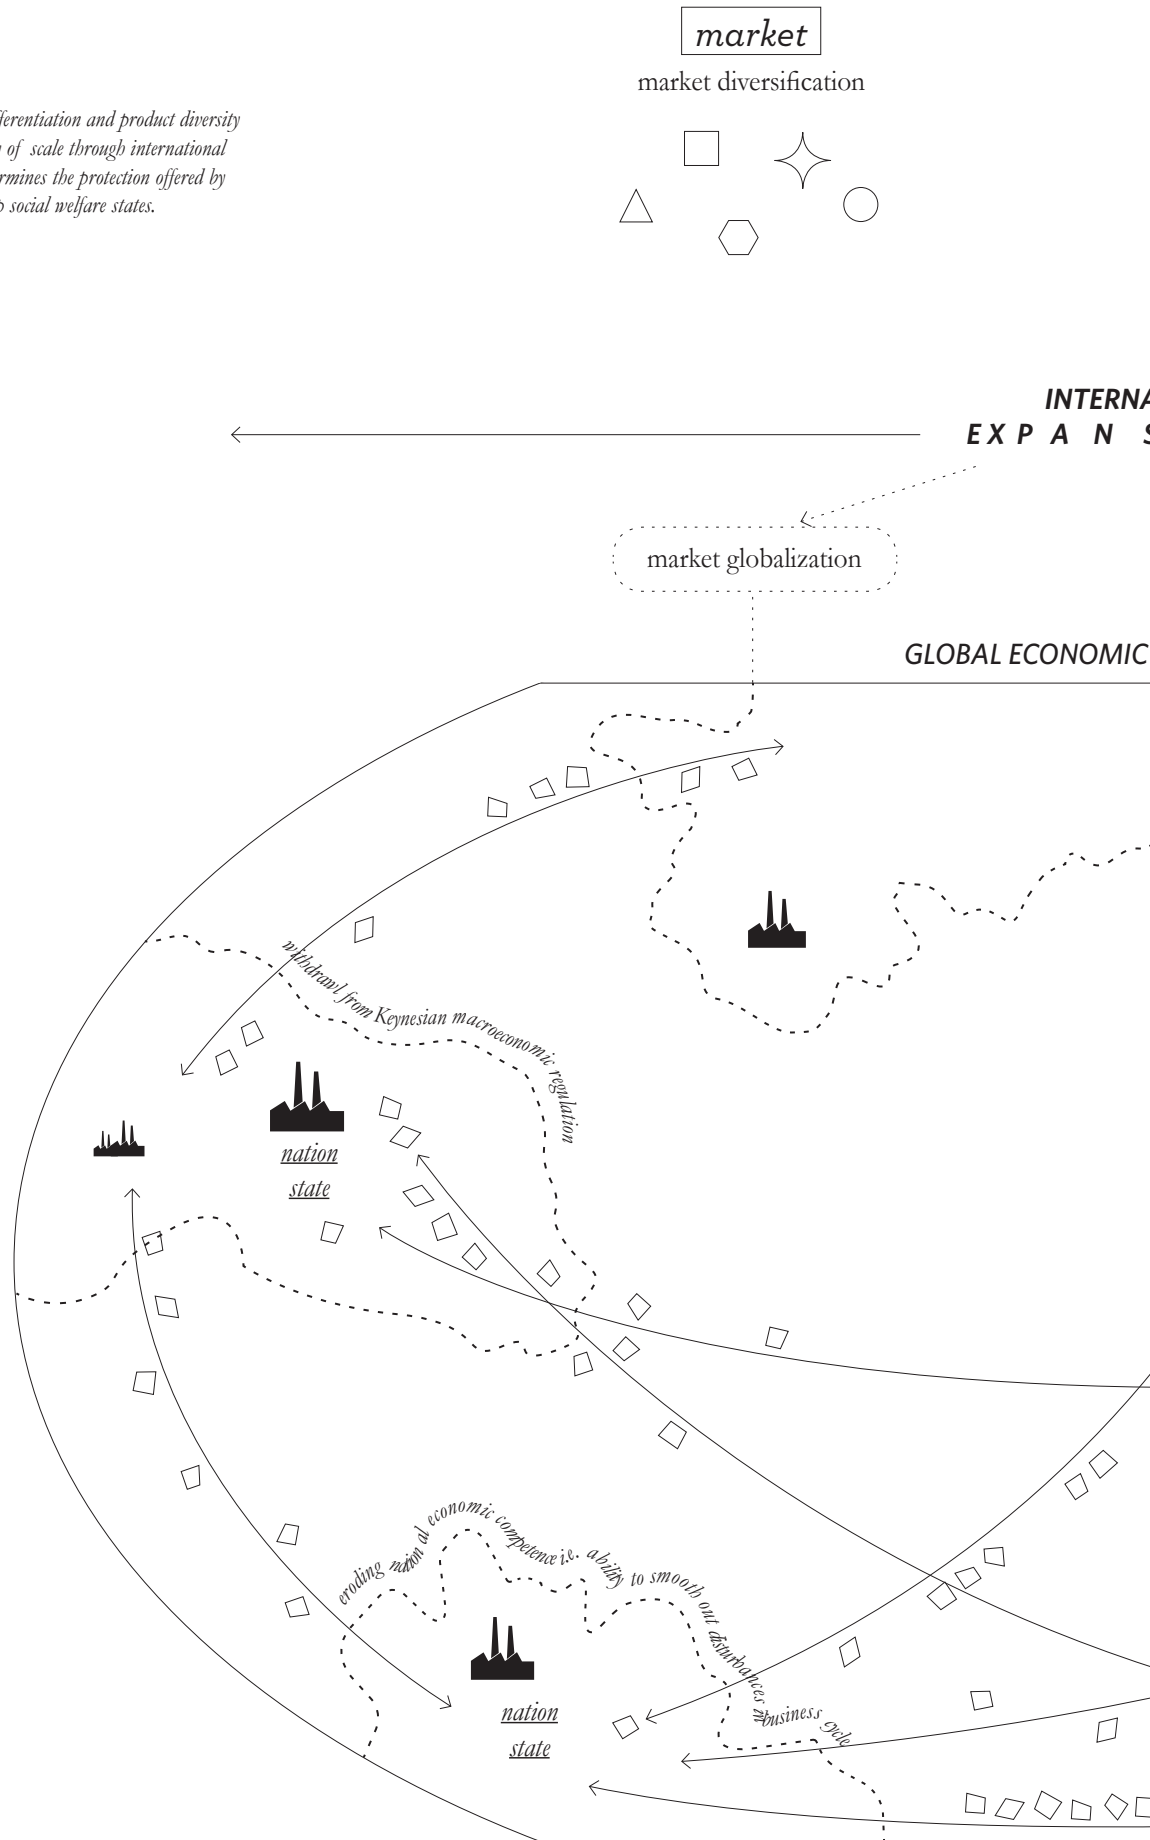 market
market diversification
fferentiation and product diversity
of scale through international
rmines the protection offered by
social welfare states.
INTERNA
EXPANS
market globalization
GLOBAL ECONOMIC
withdrawl from Keynesian macroeconomic regulation
nation
state
eroding national economic competence i.e. ability to smooth out disturbances in business cycle
nation
state